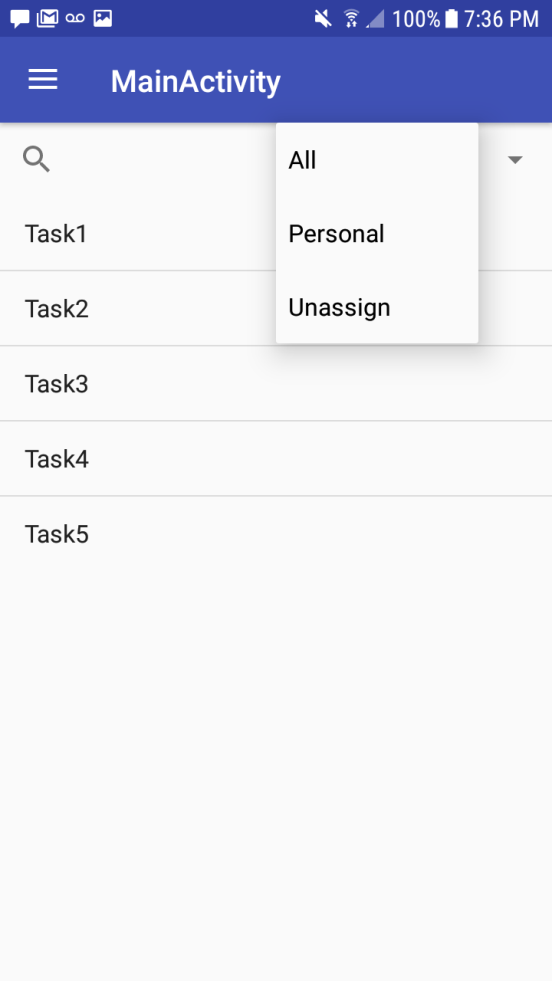 100% 7:36 PM
MainActivity
All
Personal
Unassign
Task1
Task2
Task3
Task4
Task5